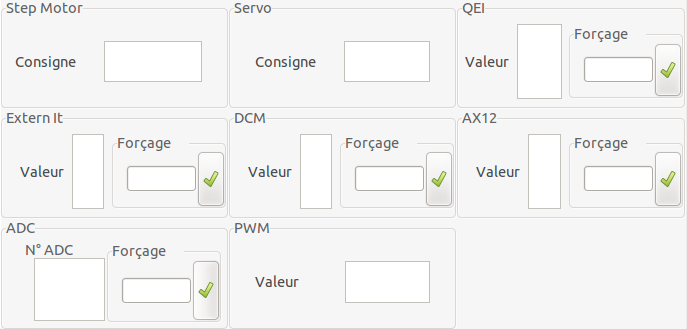 Step Motor
Consigne
Servo
Consigne
QEI
Valeur
Forçage
Extern It
Valeur
Forçage
DCM
Valeur
Forçage
AX12
Valeur
Forçage
ADC
N° ADC
Forçage
PWM
Valeur